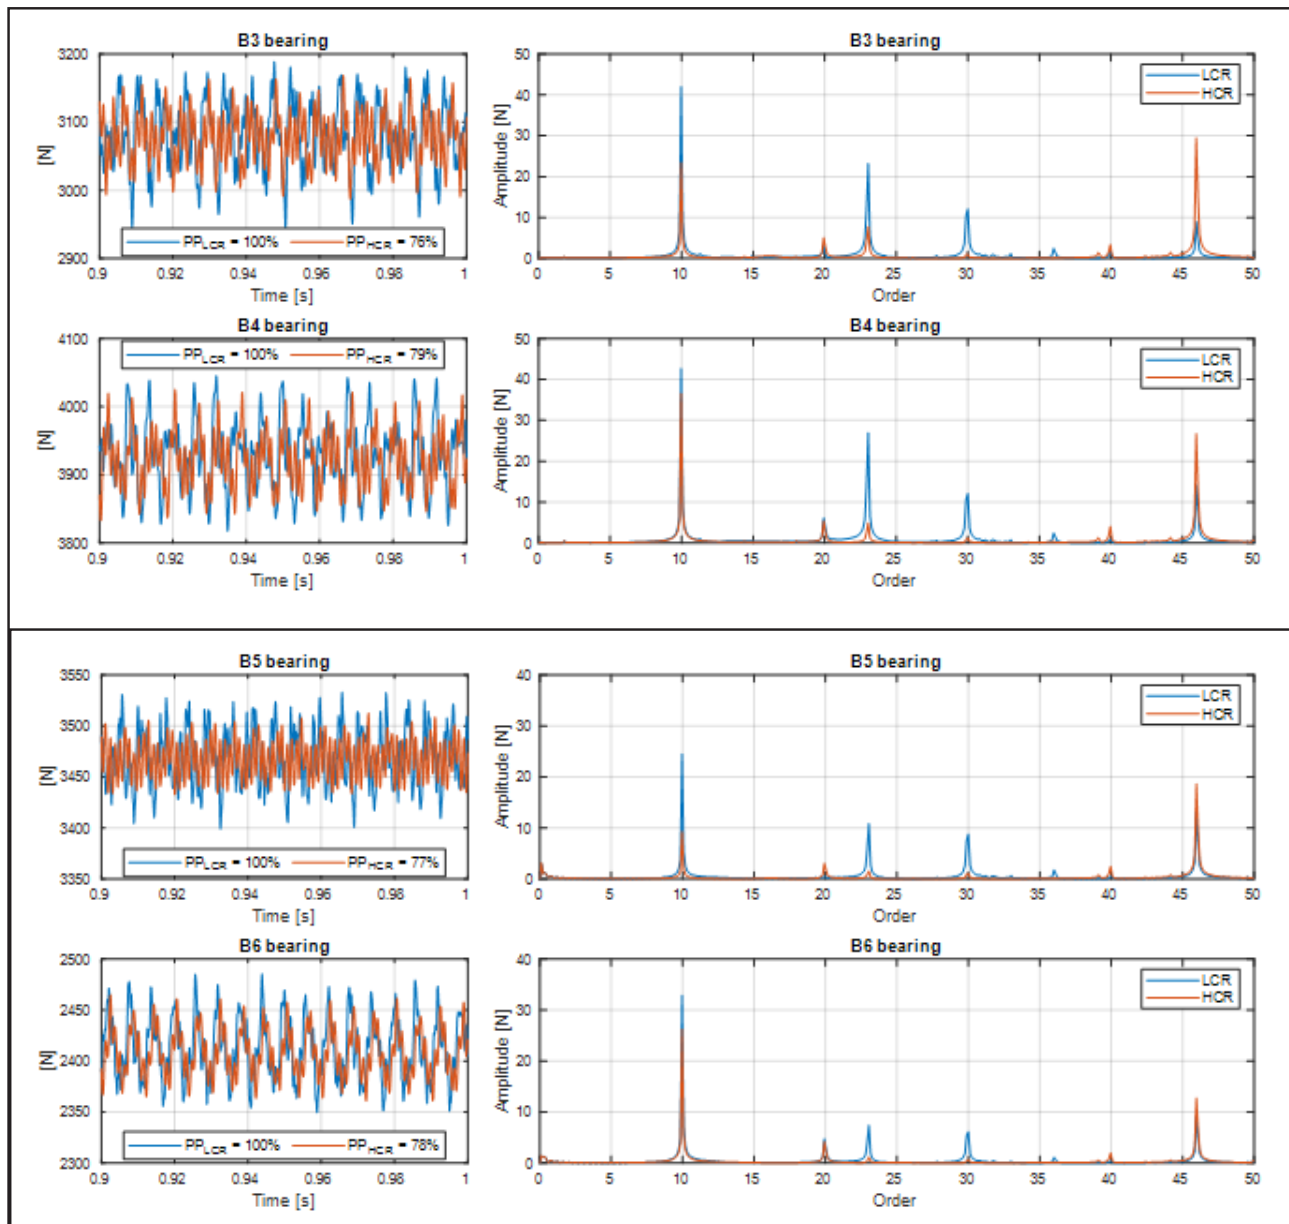 B3 bearing
B3 bearing
3200
3100
3000
2900
[N]
PP_LCR = 100%
PP_HCR = 76%
0.9 0.92 0.94 0.96 0.98 1
Time [s]
50
40
30
20
10
0
Amplitude [N]
LCR
HCR
0 5 10 15 20 25 30 35 40 45 50
Order
B4 bearing
B4 bearing
4100
4000
3900
3800
[N]
PP_LCR = 100%
PP_HCR = 79%
0.9 0.92 0.94 0.96 0.98 1
Time [s]
50
40
30
20
10
0
Amplitude [N]
LCR
HCR
0 5 10 15 20 25 30 35 40 45 50
Order
B5 bearing
B5 bearing
3550
3500
3450
3400
3350
[N]
PP_LCR = 100%
PP_HCR = 77%
0.9 0.92 0.94 0.96 0.98 1
Time [s]
40
30
20
10
0
Amplitude [N]
LCR
HCR
0 5 10 15 20 25 30 35 40 45 50
Order
B6 bearing
B6 bearing
2500
2450
2400
2350
2300
[N]
PP_LCR = 100%
PP_HCR = 78%
0.9 0.92 0.94 0.96 0.98 1
Time [s]
40
30
20
10
0
Amplitude [N]
LCR
HCR
0 5 10 15 20 25 30 35 40 45 50
Order